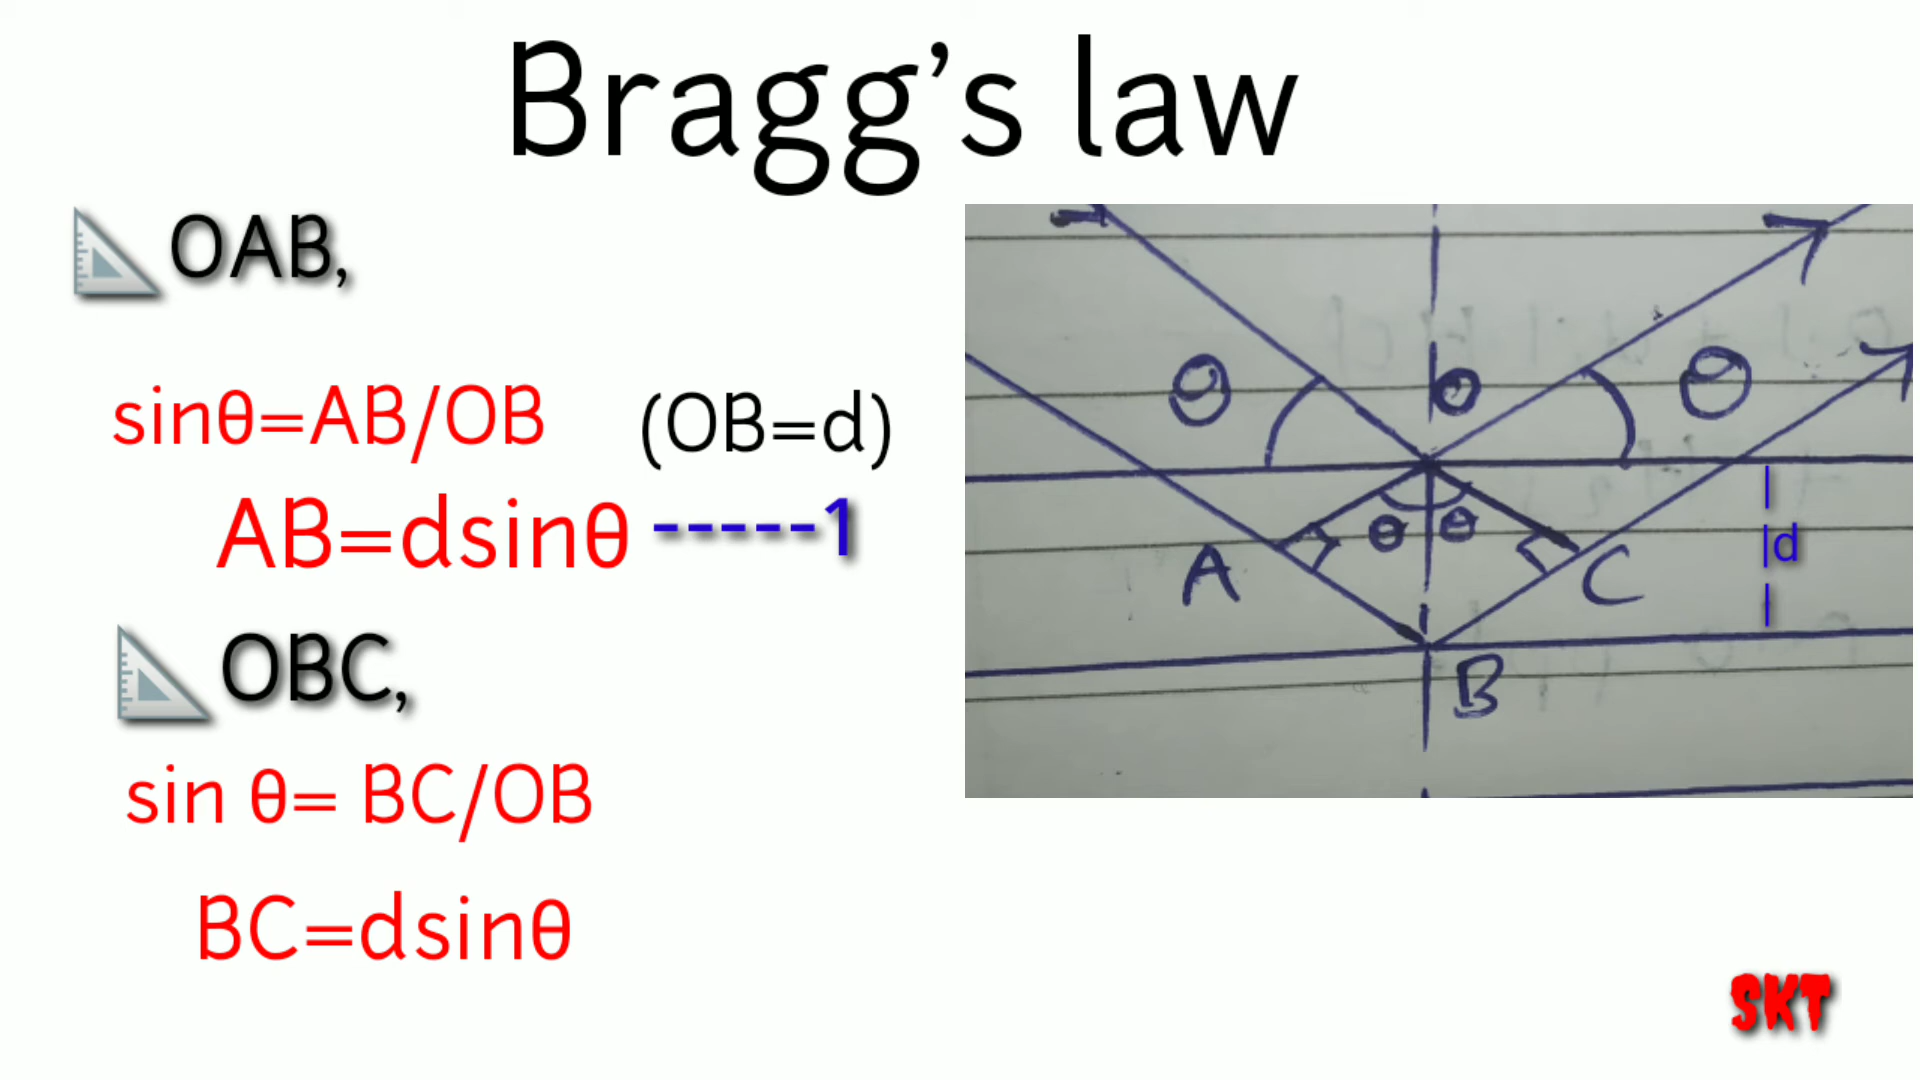 Bragg's law
OAB,
sinθ=AB/OB (OB=d)
AB=dsinθ -----1
OBC,
sin θ= BC/OB
BC=dsinθ
O
θ θ
θ θ
A C
d
B
SKT